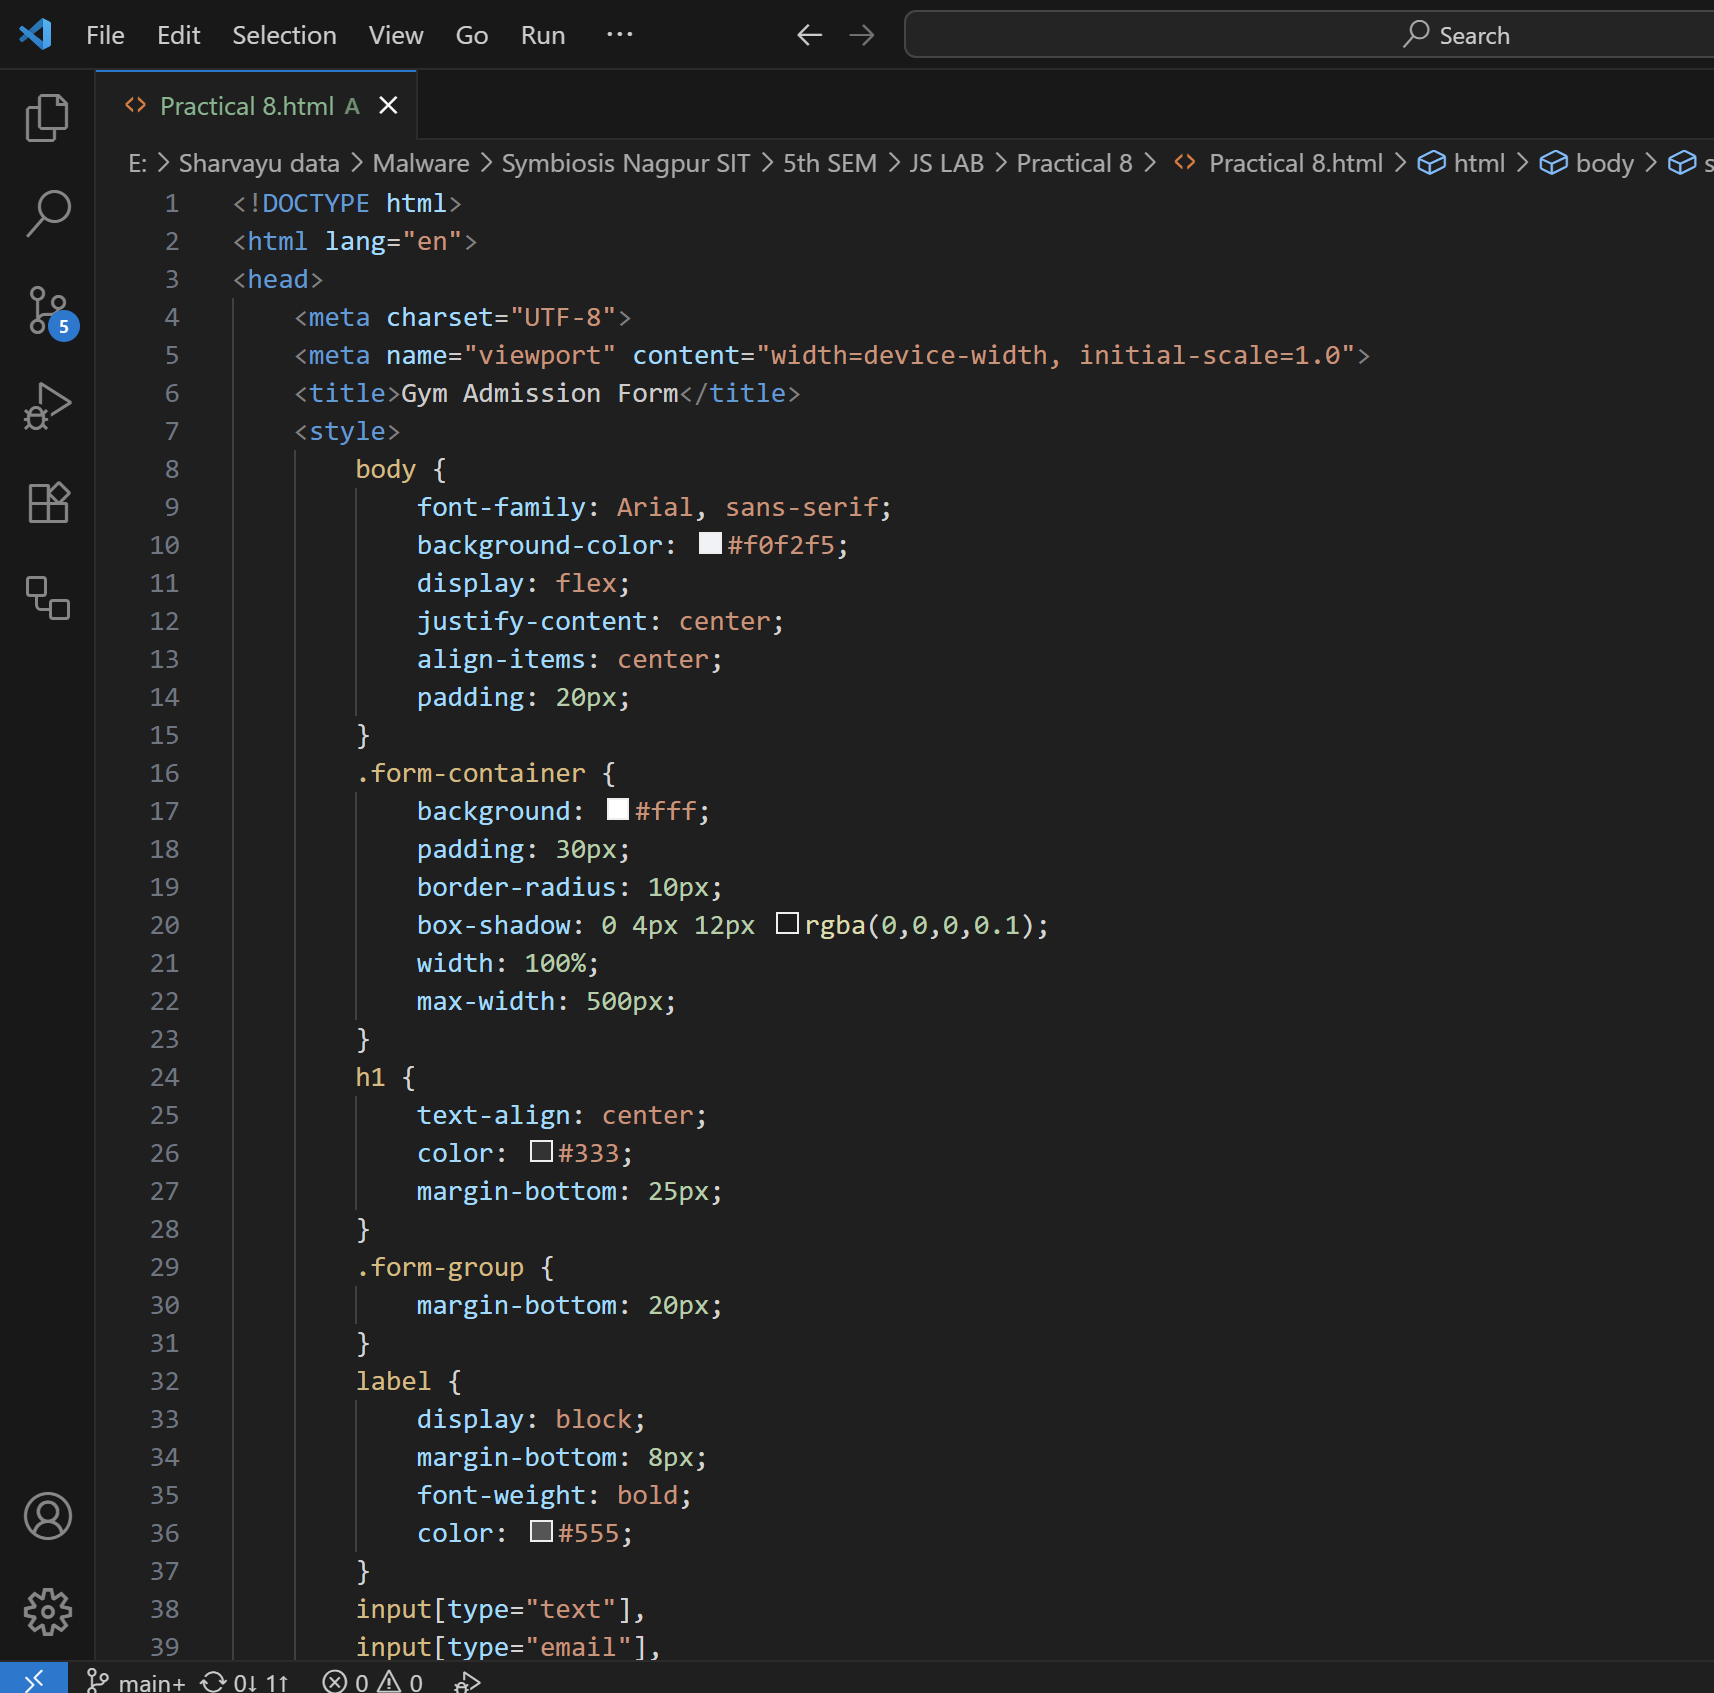 File Edit Selection View Go Run ··· Search
Practical 8.html A
E: > Sharvayu data > Malware > Symbiosis Nagpur SIT > 5th SEM > JS LAB > Practical 8 > Practical 8.html > html > body > s
1 <!DOCTYPE html>
2 <html lang="en">
3 <head>
4 <meta charset="UTF-8">
5 <meta name="viewport" content="width=device-width, initial-scale=1.0">
6 <title>Gym Admission Form</title>
7 <style>
8 body {
9 font-family: Arial, sans-serif;
10 background-color: #f0f2f5;
11 display: flex;
12 justify-content: center;
13 align-items: center;
14 padding: 20px;
15 }
16 .form-container {
17 background: #fff;
18 padding: 30px;
19 border-radius: 10px;
20 box-shadow: 0 4px 12px rgba(0,0,0,0.1);
21 width: 100%;
22 max-width: 500px;
23 }
24 h1 {
25 text-align: center;
26 color: #333;
27 margin-bottom: 25px;
28 }
29 .form-group {
30 margin-bottom: 20px;
31 }
32 label {
33 display: block;
34 margin-bottom: 8px;
35 font-weight: bold;
36 color: #555;
37 }
38 input[type="text"],
39 input[type="email"],
5
main+ 0↓ 1↑ 0 0